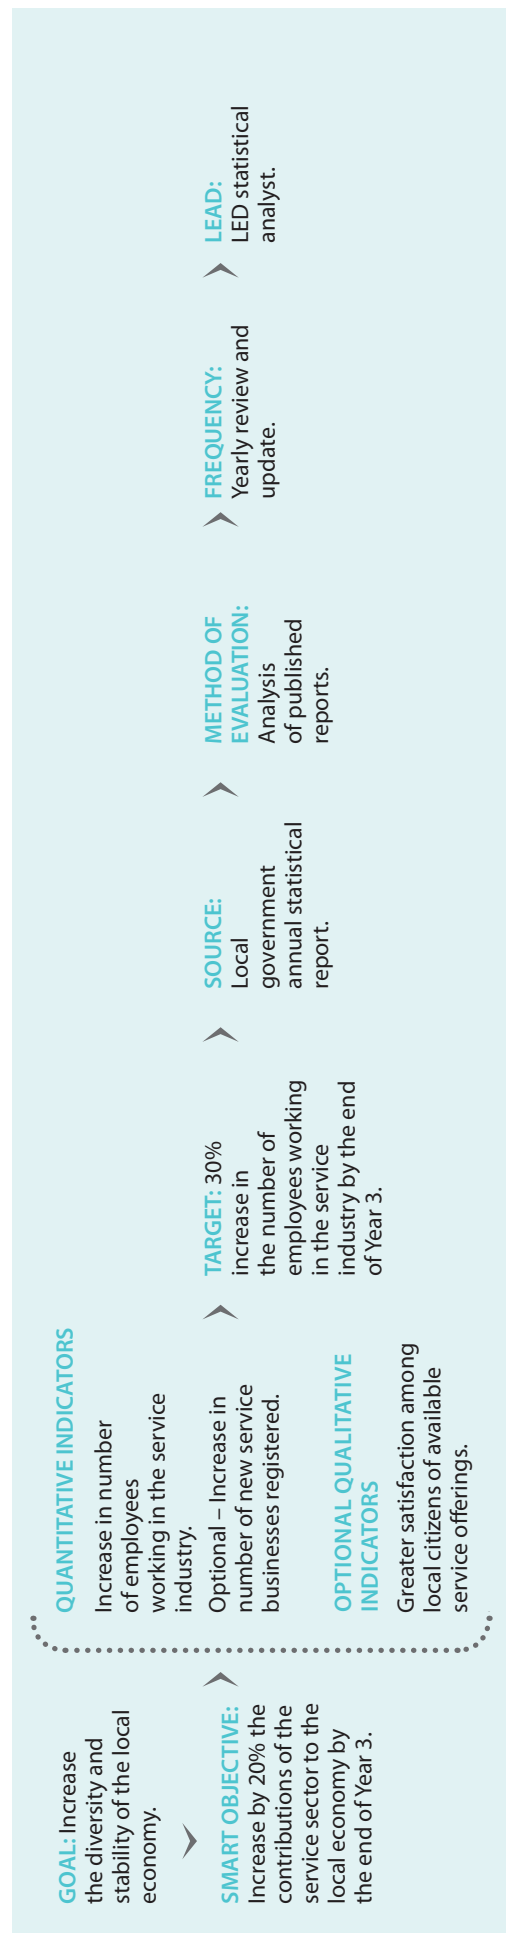 GOAL: Increase
the diversity and
stability of the local
economy.
SMART OBJECTIVE:
Increase by 20% the
contributions of the
service sector to the
local economy by
the end of Year 3.
QUANTITATIVE INDICATORS
Increase in number
of employees
working in the service
industry.
Optional – Increase in
number of new service
businesses registered.
OPTIONAL QUALITATIVE
INDICATORS
Greater satisfaction among
local citizens of available
service offerings.
TARGET: 30%
increase in
the number of
employees working
in the service
industry by the end
of Year 3.
SOURCE:
Local
government
annual statistical
report.
METHOD OF
EVALUATION:
Analysis
of published
reports.
FREQUENCY:
Yearly review and
update.
LEAD:
LED statistical
analyst.